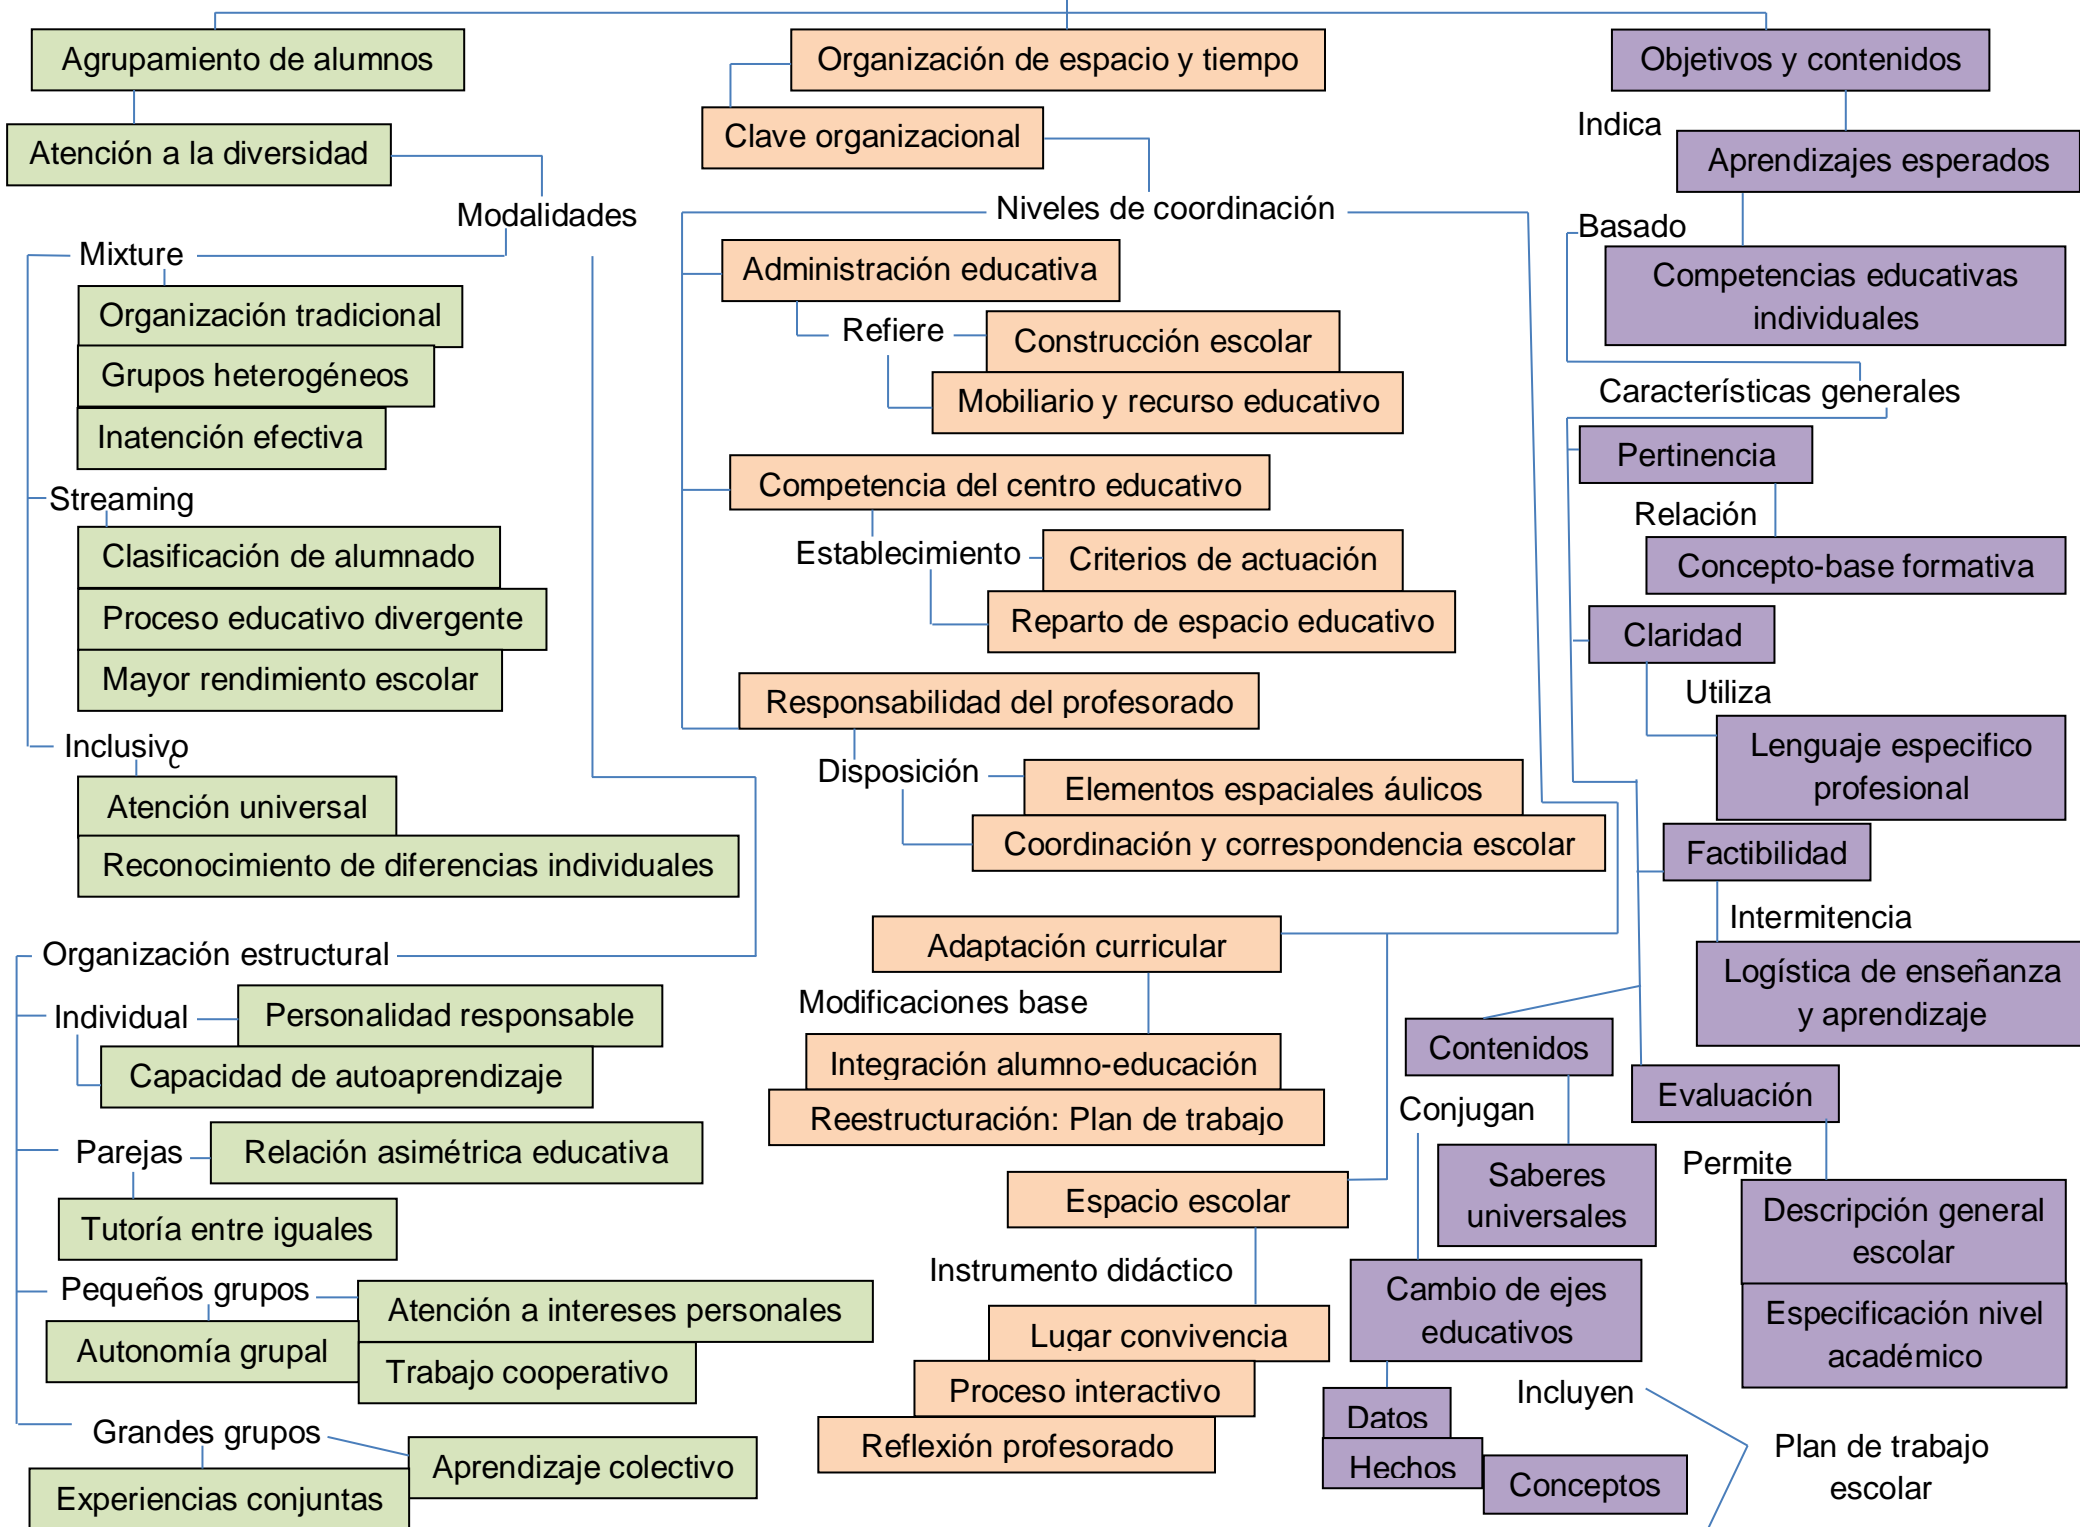 Agrupamiento de alumnos
Atención a la diversidad
Modalidades
Mixture
Organización tradicional
Grupos heterogéneos
Inatención efectiva
Streaming
Clasificación de alumnado
Proceso educativo divergente
Mayor rendimiento escolar
Inclusivo
Atención universal
Reconocimiento de diferencias individuales
Organización estructural
Individual
Personalidad responsable
Capacidad de autoaprendizaje
Parejas
Relación asimétrica educativa
Tutoría entre iguales
Pequeños grupos
Atención a intereses personales
Autonomía grupal
Trabajo cooperativo
Grandes grupos
Aprendizaje colectivo
Experiencias conjuntas
Organización de espacio y tiempo
Clave organizacional
Niveles de coordinación
Administración educativa
Refiere
Construcción escolar
Mobiliario y recurso educativo
Competencia del centro educativo
Establecimiento
Criterios de actuación
Reparto de espacio educativo
Responsabilidad del profesorado
Disposición
Elementos espaciales áulicos
Coordinación y correspondencia escolar
Adaptación curricular
Modificaciones base
Integración alumno-educación
Reestructuración: Plan de trabajo
Espacio escolar
Instrumento didáctico
Lugar convivencia
Proceso interactivo
Reflexión profesorado
Objetivos y contenidos
Indica
Aprendizajes esperados
Basado
Competencias educativas
individuales
Características generales
Pertinencia
Relación
Concepto-base formativa
Claridad
Utiliza
Lenguaje especifico
profesional
Factibilidad
Intermitencia
Logística de enseñanza
y aprendizaje
Contenidos
Conjugan
Saberes
universales
Cambio de ejes
educativos
Incluyen
Datos
Hechos
Conceptos
Evaluación
Permite
Descripción general
escolar
Especificación nivel
académico
Plan de trabajo
escolar